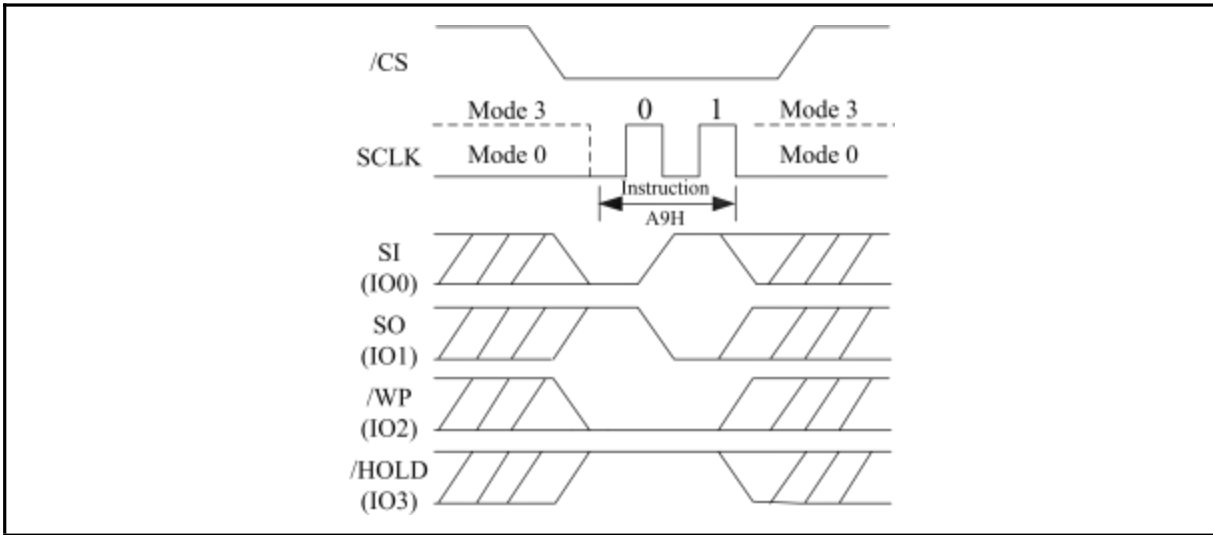 /CS
Mode 3 0 1 Mode 3
SCLK Mode 0 Mode 0
Instruction
A9H
SI
(IO0)
SO
(IO1)
/WP
(IO2)
/HOLD
(IO3)